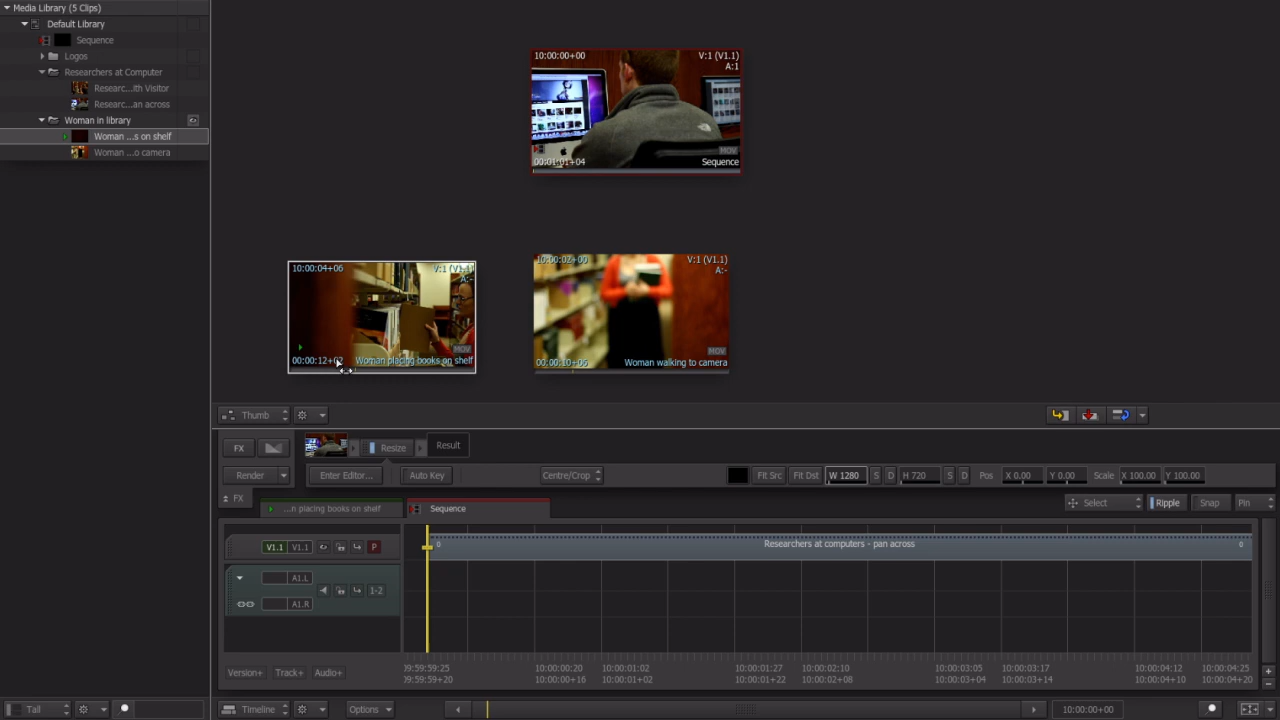 Media Library (5 Clips)
Default Library
Sequence
Logos
Researchers at Computer
Researc...ith Visitor
Researc...an across
Woman in library
Woman ...s on shelf
Woman ...o camera
10:00:00+00 V:1 (V1.1)
A:1
MOV
00:01:01+04 Sequence
10:00:04+06 V:1 (V1.1)
A:-
MOV
00:00:12+02 Woman placing books on shelf
10:00:02+00 V:1 (V1.1)
A:-
MOV
00:00:10+06 Woman walking to camera
Thumb
FX Resize Result
Render Enter Editor... Auto Key Centre/Crop Fit Src Fit Dst W 1280 S D H 720 S D Pos X 0.00 Y 0.00 Scale X 100.00 Y 100.00
FX
...n placing books on shelf Sequence Select Ripple Snap Pin
V1.1 V1.1 P 0 Researchers at computers - pan across 0
A1.L
1-2
A1.R
Version+ Track+ Audio+
9:59:59:25 10:00:00:20 10:00:01:02 10:00:01:27 10:00:02:10 10:00:03:05 10:00:03:17 10:00:04:12 10:00:04:25
9:59:59+20 10:00:00+16 10:00:01+02 10:00:01+22 10:00:02+08 10:00:03+04 10:00:03+14 10:00:04+10 10:00:04+20
Tall Timeline Options 10:00:00+00